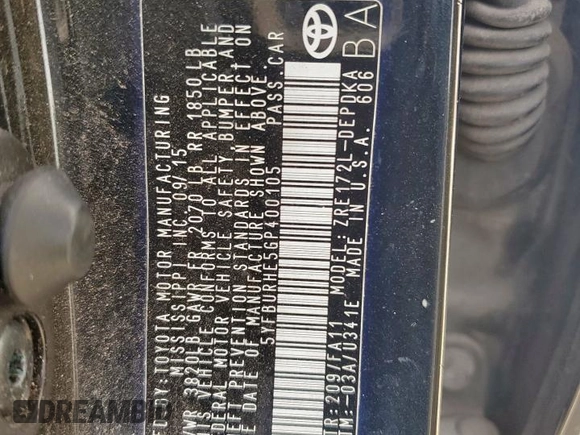 MFD BY:TOYOTA MOTOR MANUFACTURING
MISSISSIPPI INC. 09/15
GVWR 3820LB GAWR FR 2070LB RR 1850LB
THIS VEHICLE CONFORMS TO ALL APPLICABLE
FEDERAL MOTOR VEHICLE SAFETY, BUMPER AND
THEFT PREVENTION STANDARDS IN EFFECT ON
THE DATE OF MANUFACTURE SHOWN ABOVE.
5YFBURHE5GP400105 PASS. CAR
C/TR:209/FA11 MODEL:ZRE172L-DEPDKA
A/TM:-03A/0341E MADE IN U.S.A. 606
BA
DREAMBID